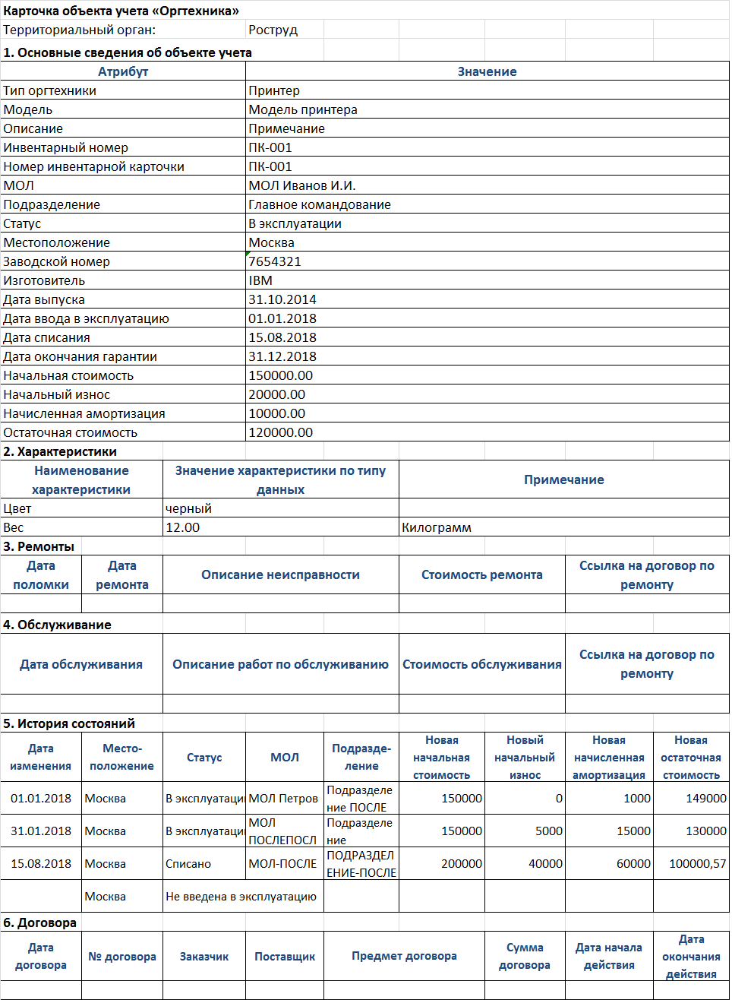 Карточка объекта учета «Оргтехника»
Территориальный орган: Роструд
1. Основные сведения об объекте учета
Атрибут Значение
Тип оргтехники Принтер
Модель Модель принтера
Описание Примечание
Инвентарный номер ПК-001
Номер инвентарной карточки ПК-001
МОЛ МОЛ Иванов И.И.
Подразделение Главное командование
Статус В эксплуатации
Местоположение Москва
Заводской номер 7654321
Изготовитель IBM
Дата выпуска 31.10.2014
Дата ввода в эксплуатацию 01.01.2018
Дата списания 15.08.2018
Дата окончания гарантии 31.12.2018
Начальная стоимость 150000.00
Начальный износ 20000.00
Начисленная амортизация 10000.00
Остаточная стоимость 120000.00
2. Характеристики
Наименование
характеристики
Значение характеристики по типу
данных
Примечание
Цвет черный
Вес 12.00 Килограмм
3. Ремонты
Дата
поломки
Дата
ремонта
Описание неисправности
Стоимость ремонта
Ссылка на договор по
ремонту
4. Обслуживание
Дата обслуживания
Описание работ по обслуживанию
Стоимость обслуживания
Ссылка на договор по
ремонту
5. История состояний
Дата
изменения
Место-
положение
Статус
МОЛ
Подразде-
ление
Новая
начальная
стоимость
Новый
начальный
износ
Новая
начисленная
амортизация
Новая
остаточная
стоимость
01.01.2018
Москва
В эксплуатаци
МОЛ Петров
Подразделе
ние ПОСЛЕ
150000
0
1000
149000
31.01.2018
Москва
В эксплуатаци
МОЛ
ПОСЛЕПОСЛ
Подразделе
ние
150000
5000
15000
130000
15.08.2018
Москва
Списано
МОЛ-ПОСЛЕ
ПОДРАЗДЕЛ
ЕНИЕ-ПОСЛЕ
200000
40000
60000
100000,57
Москва
Не введена в эксплуатацию
6. Договора
Дата
договора
№ договора
Заказчик
Поставщик
Предмет договора
Сумма
договора
Дата начала
действия
Дата
окончания
действия